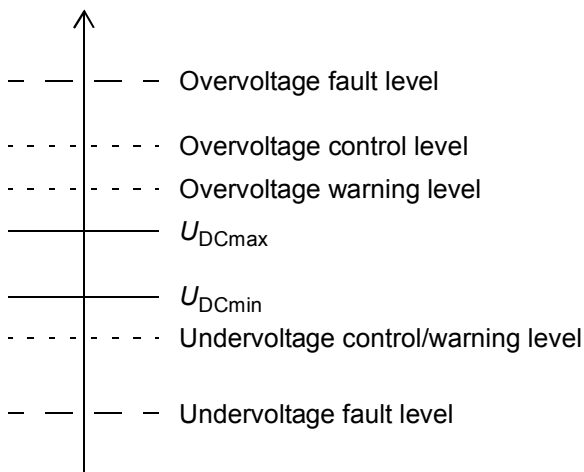 Overvoltage fault level
Overvoltage control level
Overvoltage warning level
UDCmax
UDCmin
Undervoltage control/warning level
Undervoltage fault level